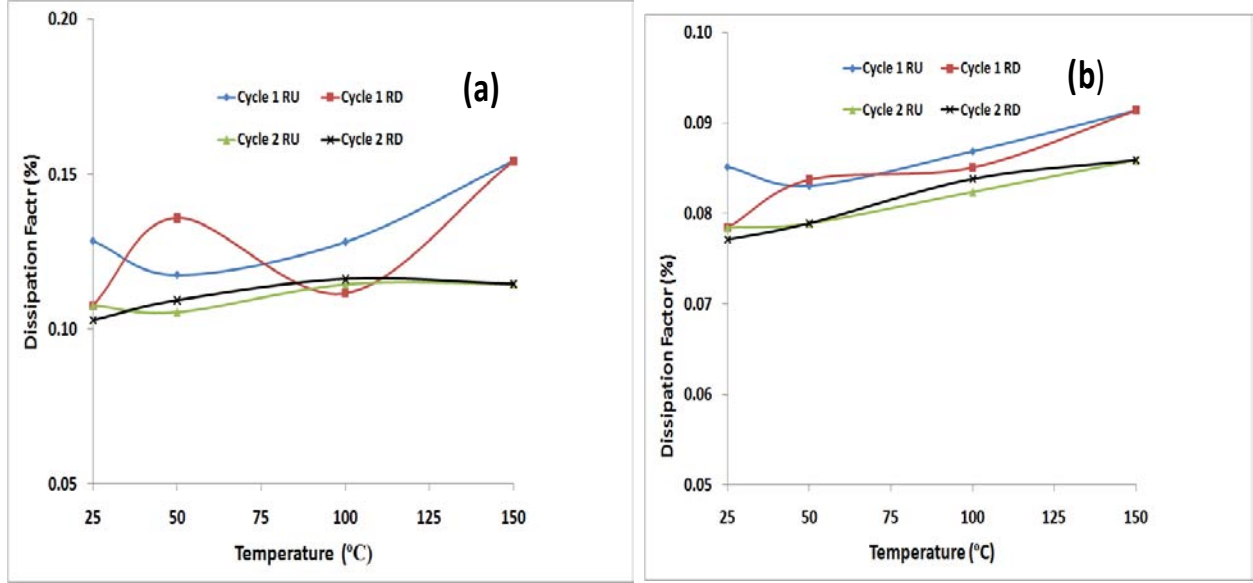 0.20
0.15
0.10
0.05
Dissipation Factr (%)
(a)
Cycle 1 RU Cycle 1 RD
Cycle 2 RU Cycle 2 RD
25 50 75 100 125 150
Temperature (°C)
0.10
0.09
0.08
0.07
0.06
0.05
Dissipation Factor (%)
(b)
Cycle 1 RU Cycle 1 RD
Cycle 2 RU Cycle 2 RD
25 50 75 100 125 150
Temperature (°C)